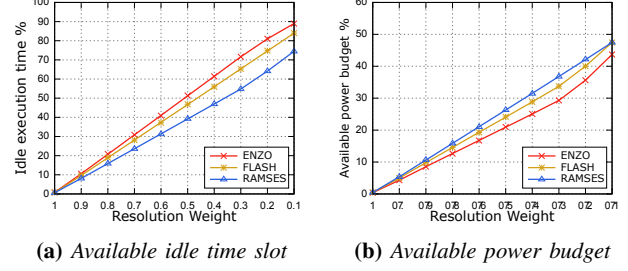 100
90
80
70
60
50
40
30
20
10
0
Idle execution time %
ENZO
FLASH
RAMSES
1 0.9 0.8 0.7 0.6 0.5 0.4 0.3 0.2 0.1
Resolution Weight
(a) Available idle time slot
60
50
40
30
20
10
0
Available power budget %
ENZO
FLASH
RAMSES
Resolution Weight
(b) Available power budget